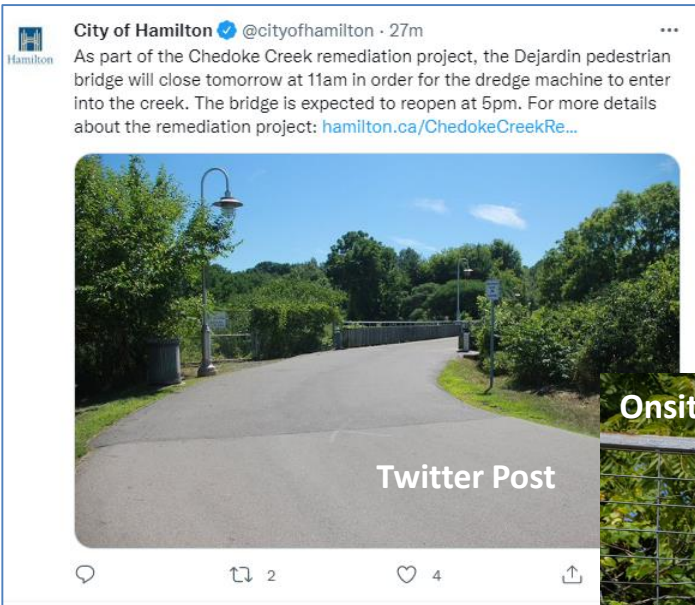 City of Hamilton @cityofhamilton · 27m
Hamilton
As part of the Chedoke Creek remediation project, the Dejardin pedestrian
bridge will close tomorrow at 11am in order for the dredge machine to enter
into the creek. The bridge is expected to reopen at 5pm. For more details
about the remediation project: hamilton.ca/ChedokeCreekRe...
Onsit
Twitter Post
2
4